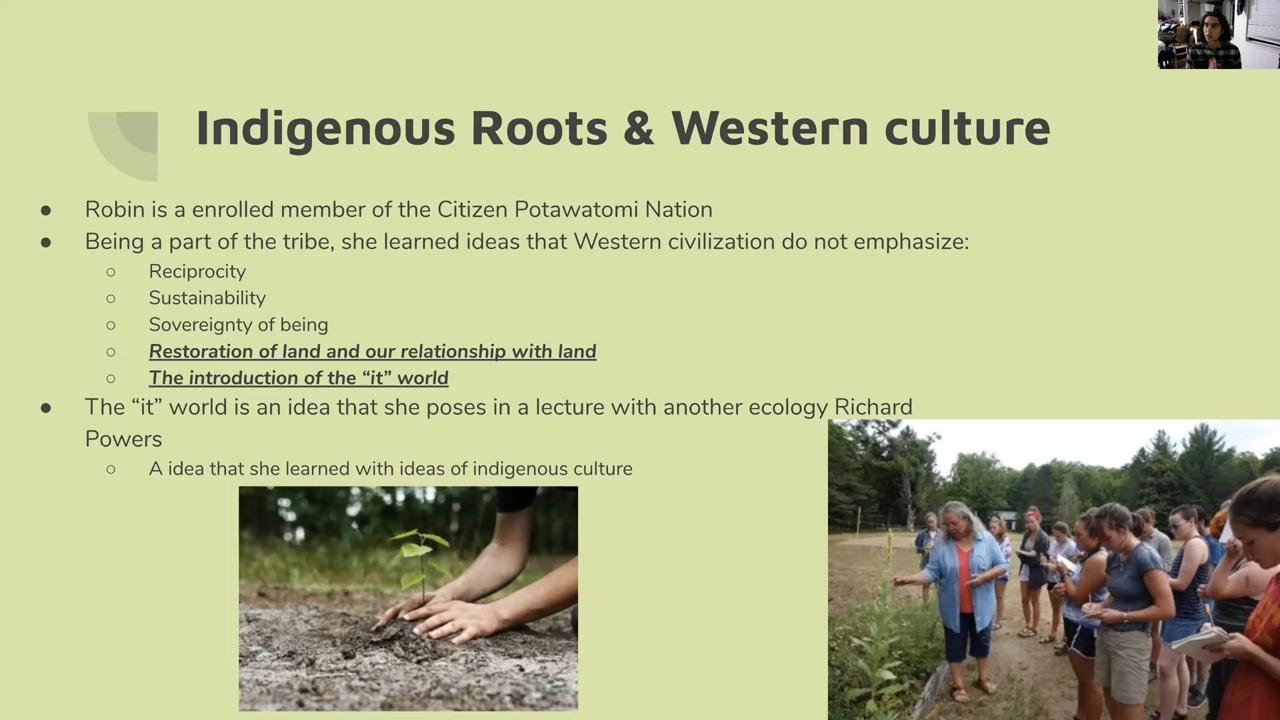 Indigenous Roots & Western culture
● Robin is a enrolled member of the Citizen Potawatomi Nation
● Being a part of the tribe, she learned ideas that Western civilization do not emphasize:
○ Reciprocity
○ Sustainability
○ Sovereignty of being
○ Restoration of land and our relationship with land
○ The introduction of the “it” world
● The “it” world is an idea that she poses in a lecture with another ecology Richard
Powers
○ A idea that she learned with ideas of indigenous culture